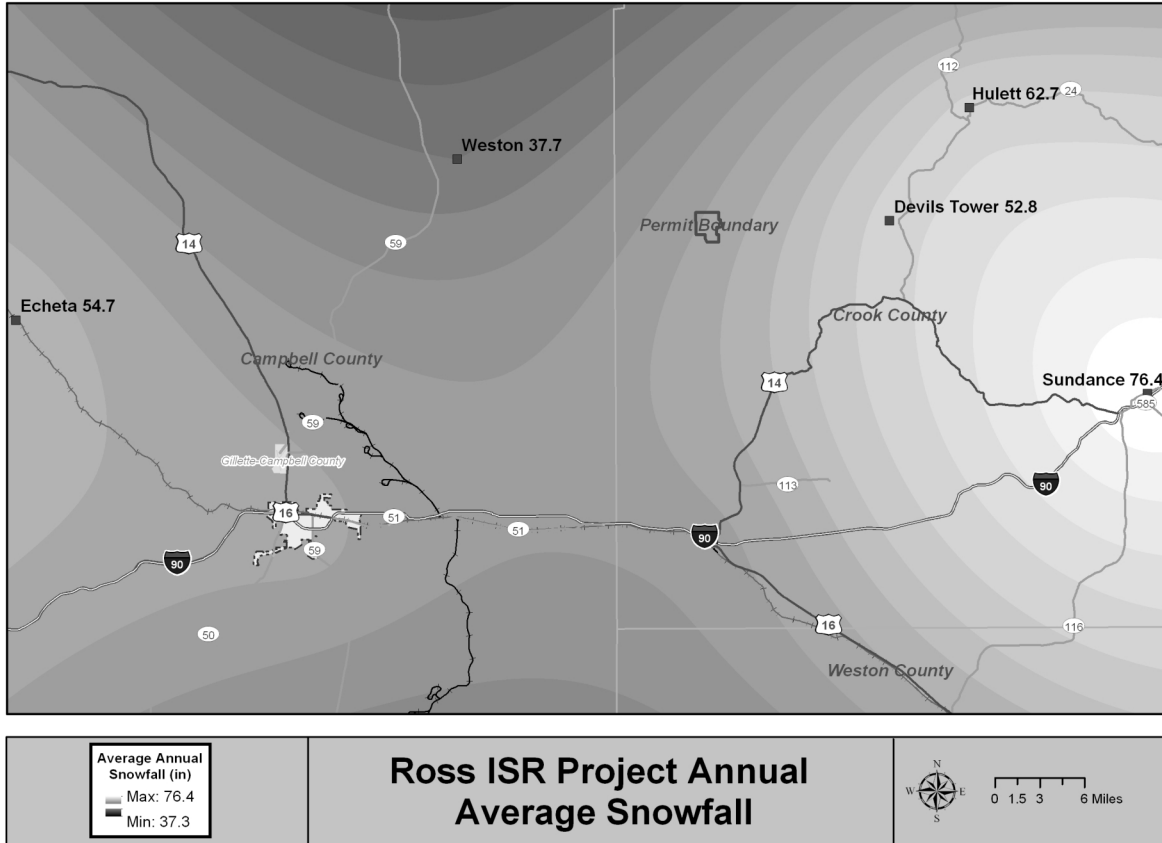 112
Hulett 62.7
24
Weston 37.7
Devils Tower 52.8
Permit Boundary
14
59
Echeta 54.7
Crook County
Campbell County
14
Sundance 76.4
585
59
Gillette-Campbell County
113
90
16
51
51
90
59
90
50
16
116
Weston County
Average Annual
Snowfall (in)
Max: 76.4
Min: 37.3
Ross ISR Project Annual
Average Snowfall
N
W E
S
0 1.5 3 6 Miles